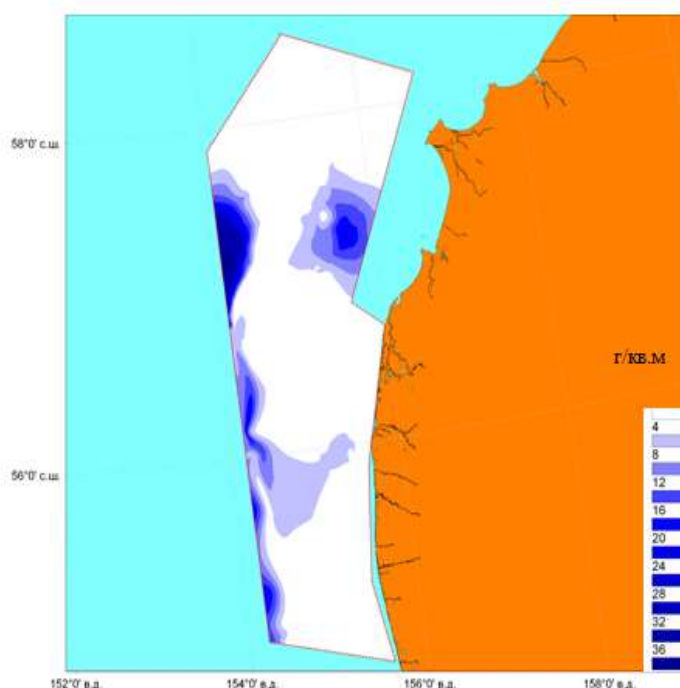 58°0' с.ш.
г/кв.м
4
8
12
16
20
24
28
32
36
56°0' с.ш.
152°0' в.д.
154°0' в.д.
156°0' в.д.
158°0' в.д.